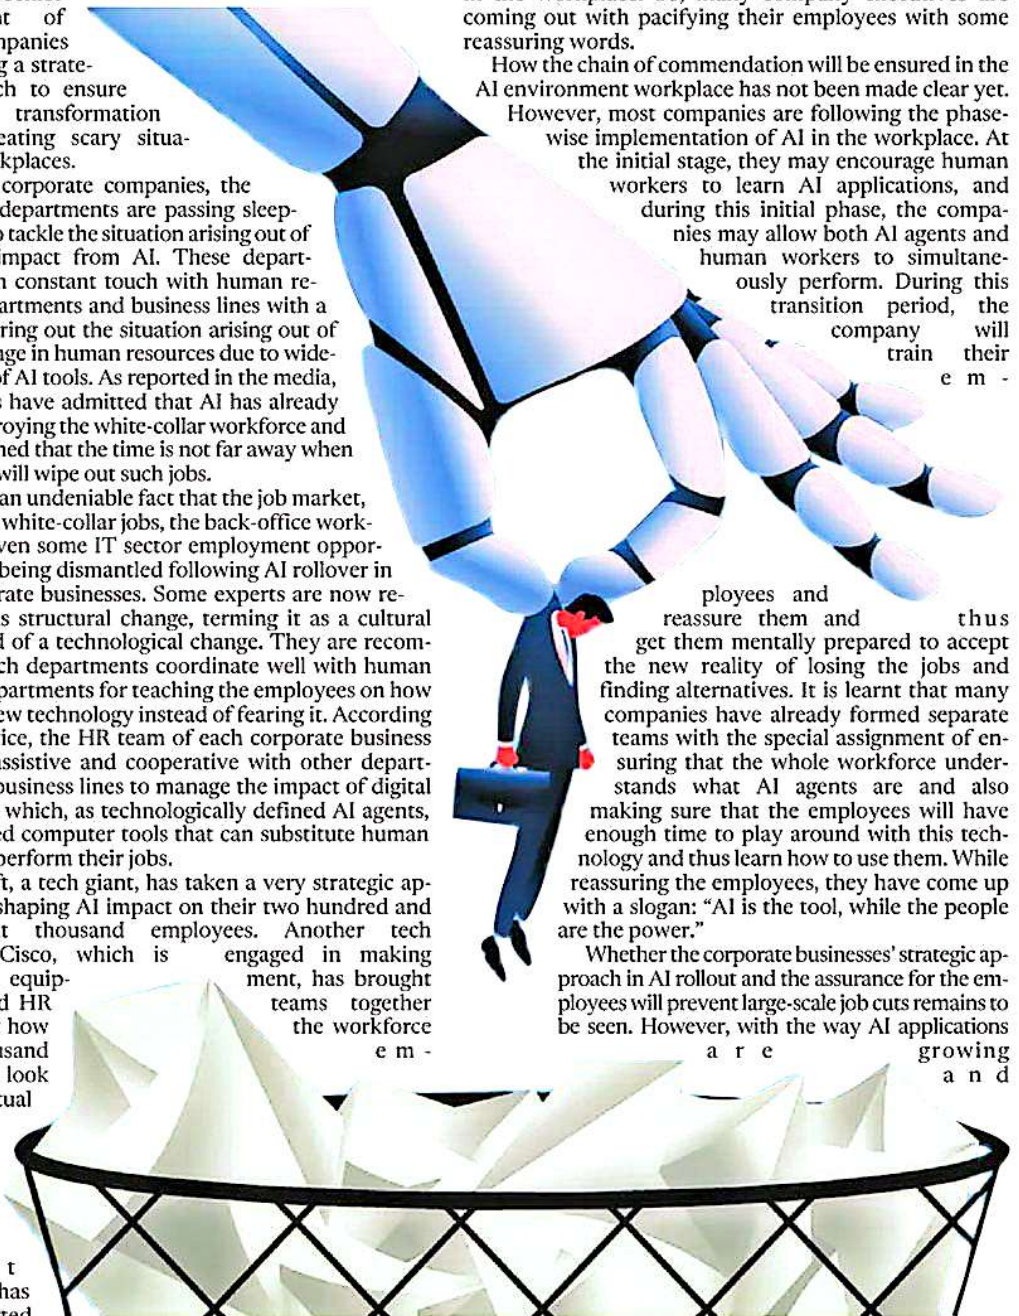 of
mpanies
g a strate-
ch to ensure
transformation
eating scary situa-
kplaces.
corporate companies, the
departments are passing sleep-
o tackle the situation arising out of
impact from AI. These depart-
n constant touch with human re-
artments and business lines with a
ring out the situation arising out of
nge in human resources due to wide-
of AI tools. As reported in the media,
s have admitted that AI has already
roying the white-collar workforce and
ned that the time is not far away when
will wipe out such jobs.
an undeniable fact that the job market,
white-collar jobs, the back-office work-
ven some IT sector employment oppor-
being dismantled following AI rollover in
rate businesses. Some experts are now re-
s structural change, terming it as a cultural
d of a technological change. They are recom-
ch departments coordinate well with human
partments for teaching the employees on how
ew technology instead of fearing it. According
ice, the HR team of each corporate business
assistive and cooperative with other depart-
business lines to manage the impact of digital
which, as technologically defined AI agents,
ed computer tools that can substitute human
perform their jobs.
ft, a tech giant, has taken a very strategic ap-
shaping AI impact on their two hundred and
t thousand employees. Another tech
Cisco, which is engaged in making
equip- ment, has brought
d HR teams together
how the workforce
usand em-
look
tual
t
has
coming out with pacifying their employees with some
reassuring words.
How the chain of commendation will be ensured in the
AI environment workplace has not been made clear yet.
However, most companies are following the phase-
wise implementation of AI in the workplace. At
the initial stage, they may encourage human
workers to learn AI applications, and
during this initial phase, the compa-
nies may allow both AI agents and
human workers to simultane-
ously perform. During this
transition period, the
company will
train their
em-
ployees and
reassure them and thus
get them mentally prepared to accept
the new reality of losing the jobs and
finding alternatives. It is learnt that many
companies have already formed separate
teams with the special assignment of en-
suring that the whole workforce under-
stands what AI agents are and also
making sure that the employees will have
enough time to play around with this tech-
nology and thus learn how to use them. While
reassuring the employees, they have come up
with a slogan: “AI is the tool, while the people
are the power.”
Whether the corporate businesses’ strategic ap-
proach in AI rollout and the assurance for the em-
ployees will prevent large-scale job cuts remains to
be seen. However, with the way AI applications
are growing
and